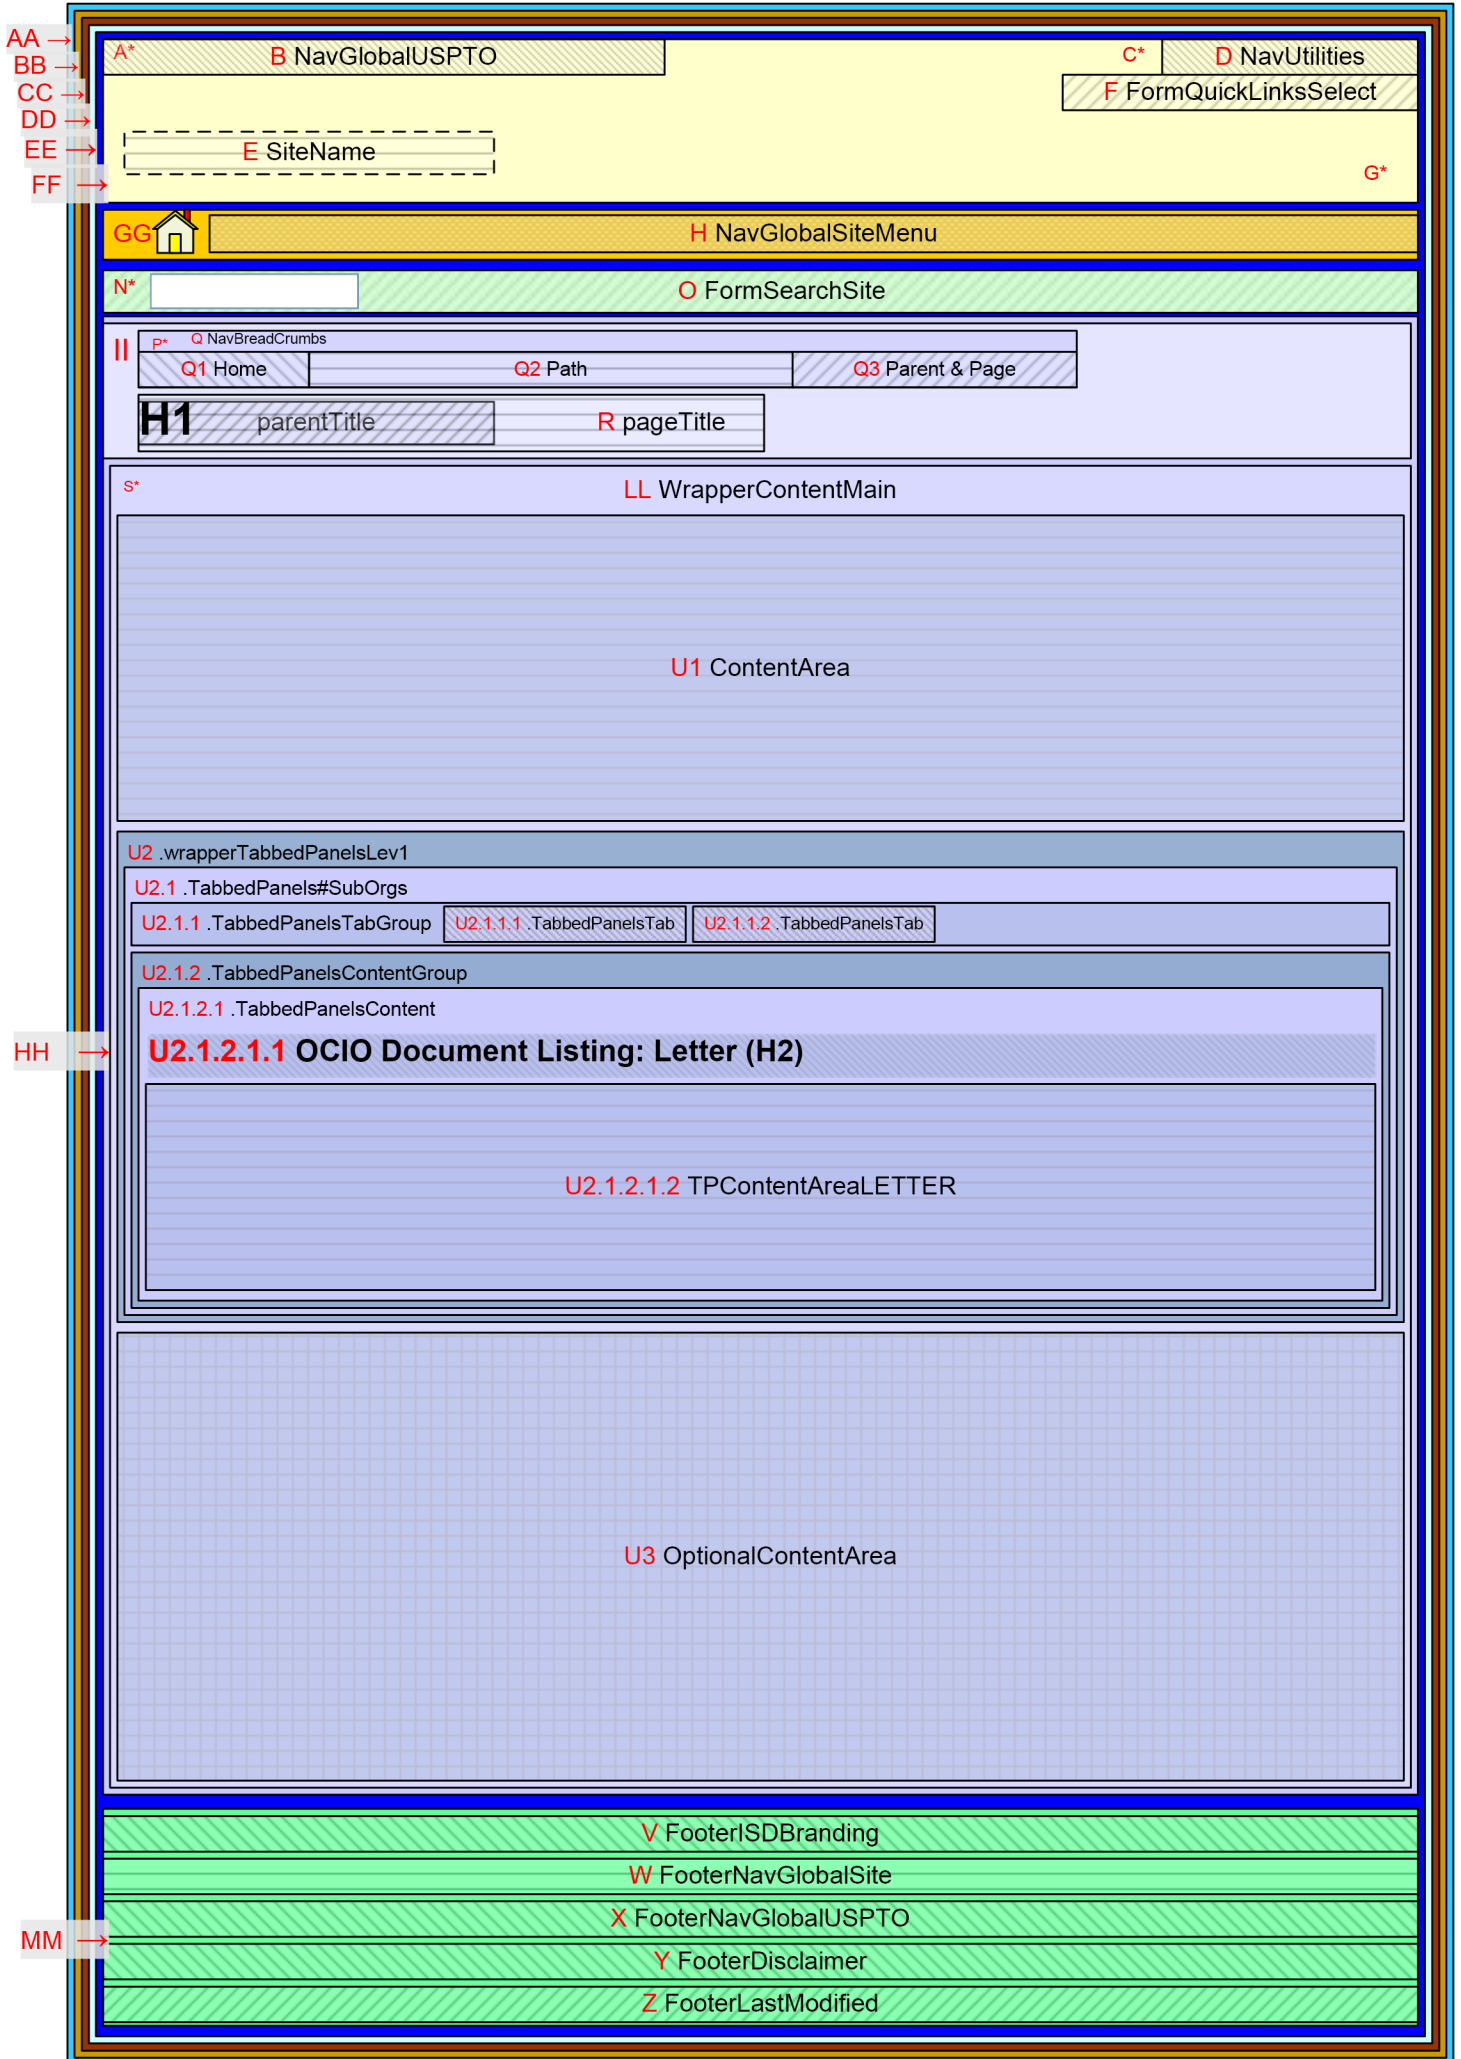 AA →
A*
B NavGlobalUSPTO
C*
D NavUtilities
BB →
CC →
F FormQuickLinksSelect
DD →
EE →
E SiteName
FF →
G*
GG
H NavGlobalSiteMenu
N*
O FormSearchSite
II
P*
Q NavBreadCrumbs
Q1 Home
Q2 Path
Q3 Parent & Page
H1
parentTitle
R pageTitle
S*
LL WrapperContentMain
U1 ContentArea
U2 .wrapperTabbedPanelsLev1
U2.1 .TabbedPanels#SubOrgs
U2.1.1 .TabbedPanelsTabGroup
U2.1.1.1 .TabbedPanelsTab
U2.1.1.2 .TabbedPanelsTab
U2.1.2 .TabbedPanelsContentGroup
U2.1.2.1 .TabbedPanelsContent
HH →
U2.1.2.1.1 OCIO Document Listing: Letter (H2)
U2.1.2.1.2 TPContentAreaLETTER
U3 OptionalContentArea
V FooterISDBranding
W FooterNavGlobalSite
X FooterNavGlobalUSPTO
MM →
Y FooterDisclaimer
Z FooterLastModified